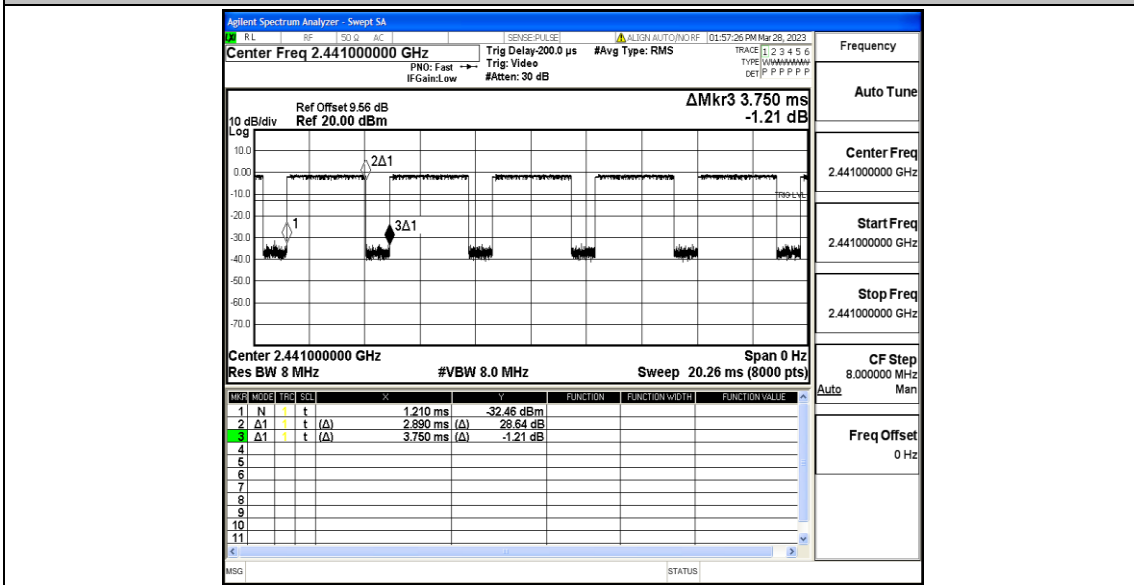 Agilent Spectrum Analyzer - Swept SA
LXI RL RF 50 Ω AC SENSE:PULSE ALIGN AUTO/NO RF 01:57:26 PM Mar 28, 2023
Center Freq 2.441000000 GHz
PNO: Fast
IFGain:Low
Trig Delay-200.0 µs
Trig: Video
#Atten: 30 dB
#Avg Type: RMS
TRACE 1 2 3 4 5 6
TYPE WWWWWW
DET P P P P P P
Frequency
Auto Tune
Center Freq
2.441000000 GHz
Start Freq
2.441000000 GHz
Stop Freq
2.441000000 GHz
CF Step
8.000000 MHz
Auto Man
Freq Offset
0 Hz
ΔMkr3 3.750 ms
-1.21 dB
Ref Offset 9.56 dB
10 dB/div Ref 20.00 dBm
Log
10.0
0.00
-10.0
-20.0
-30.0
-40.0
-50.0
-60.0
-70.0
1
2Δ1
3Δ1
TRIG LVL
Center 2.441000000 GHz Span 0 Hz
Res BW 8 MHz #VBW 8.0 MHz Sweep 20.26 ms (8000 pts)
MKR MODE TRC SCL X Y FUNCTION FUNCTION WIDTH FUNCTION VALUE
1 N 1 t 1.210 ms -32.46 dBm
2 Δ1 1 t (Δ) 2.890 ms (Δ) 28.64 dB
3 Δ1 1 t (Δ) 3.750 ms (Δ) -1.21 dB
4
5
6
7
8
9
10
11
MSG STATUS